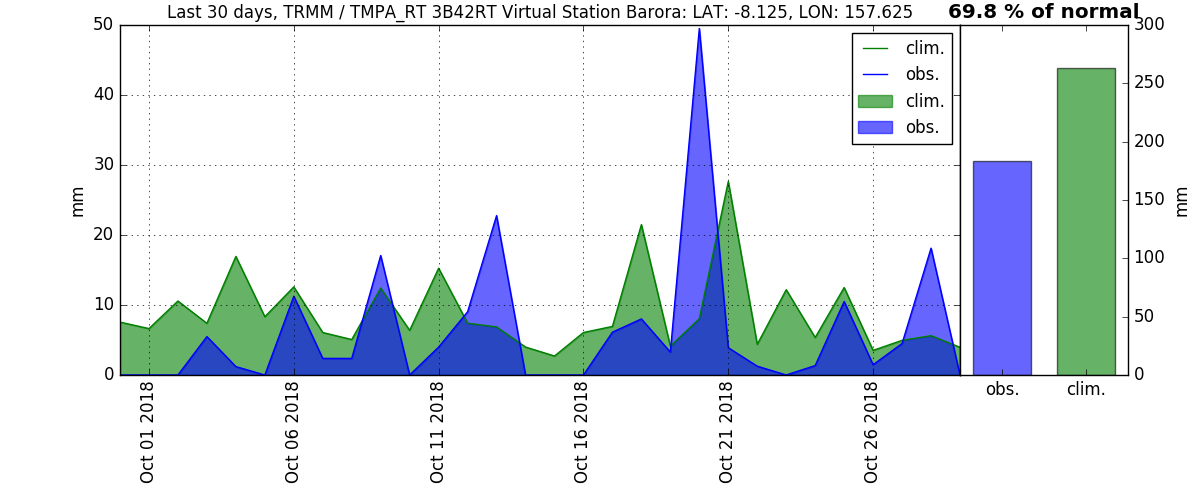 Last 30 days, TRMM / TMPA_RT 3B42RT Virtual Station Barora: LAT: -8.125, LON: 157.625
69.8 % of normal
50
40
30
20
10
0
mm
clim.
obs.
clim.
obs.
300
250
200
150
100
50
0
mm
Oct 01 2018
Oct 06 2018
Oct 11 2018
Oct 16 2018
Oct 21 2018
Oct 26 2018
obs.
clim.